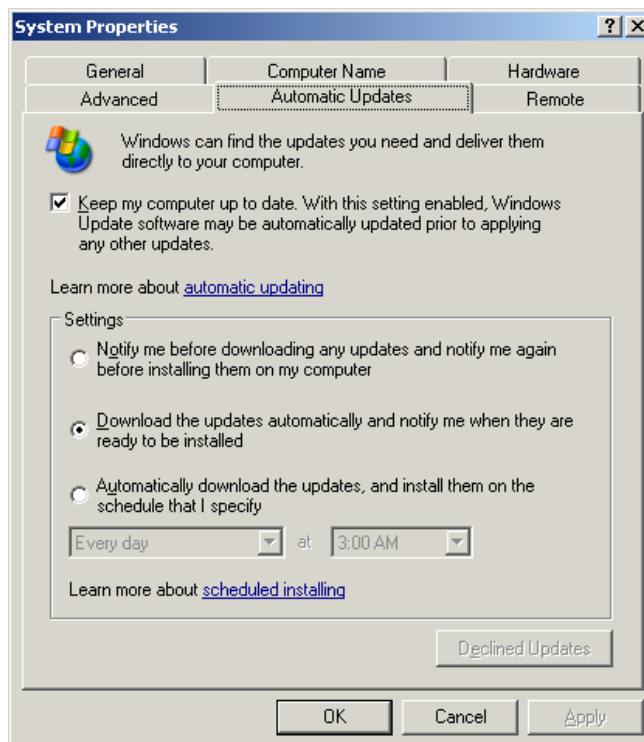 System Properties
General
Computer Name
Hardware
Advanced
Automatic Updates
Remote
Windows can find the updates you need and deliver them
directly to your computer.
Keep my computer up to date. With this setting enabled, Windows
Update software may be automatically updated prior to applying
any other updates.
Learn more about automatic updating
Settings
Notify me before downloading any updates and notify me again
before installing them on my computer
Download the updates automatically and notify me when they are
ready to be installed
Automatically download the updates, and install them on the
schedule that I specify
Every day at 3:00 AM
Learn more about scheduled installing
Declined Updates
OK Cancel Apply